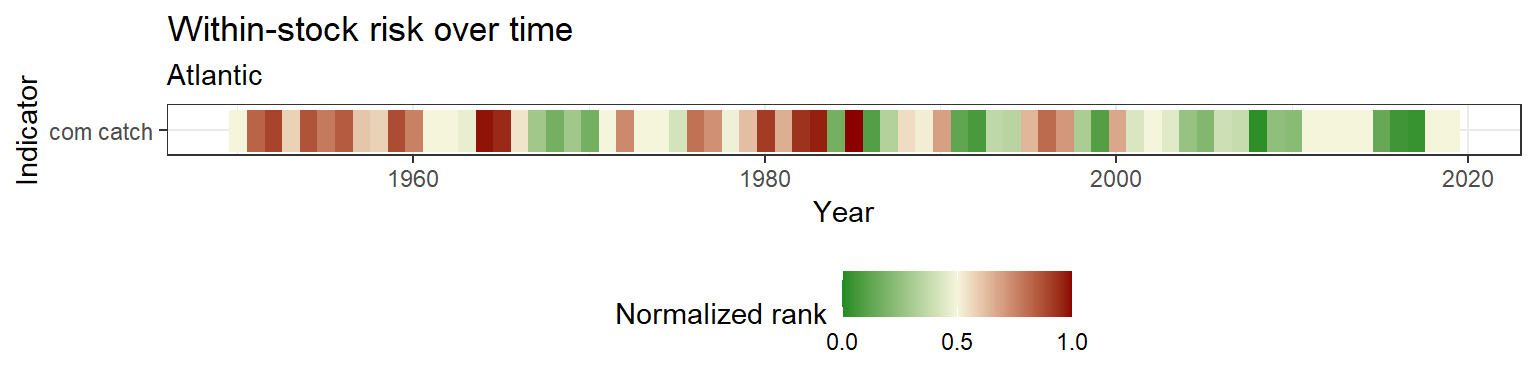 Within-stock risk over time
Atlantic
Indicator
com catch
1960 1980 2000 2020
Year
Normalized rank
0.0 0.5 1.0